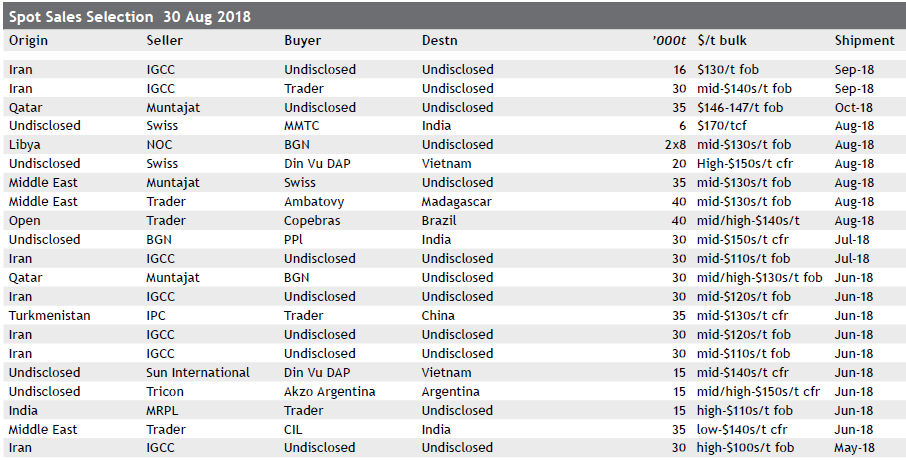 Spot Sales Selection 30 Aug 2018
Origin Seller Buyer Destn '000t $/t bulk Shipment
Iran IGCC Undisclosed Undisclosed 16 $130/t fob Sep-18
Iran IGCC Trader Undisclosed 30 mid-$140s/t fob Sep-18
Qatar Muntajat Undisclosed Undisclosed 35 $146-147/t fob Oct-18
Undisclosed Swiss MMTC India 6 $170/tcf Aug-18
Libya NOC BGN Undisclosed 2x8 mid-$130s/t fob Aug-18
Undisclosed Swiss Din Vu DAP Vietnam 20 High-$150s/t cfr Aug-18
Middle East Muntajat Swiss Undisclosed 35 mid-$130s/t fob Aug-18
Middle East Trader Ambatovy Madagascar 40 mid-$130s/t fob Aug-18
Open Trader Copebras Brazil 40 mid/high-$140s/t Aug-18
Undisclosed BGN PPl India 30 mid-$150s/t cfr Jul-18
Iran IGCC Undisclosed Undisclosed 30 mid-$110s/t fob Jul-18
Qatar Muntajat BGN Undisclosed 30 mid/high-$130s/t fob Jun-18
Iran IGCC Undisclosed Undisclosed 30 mid-$120s/t fob Jun-18
Turkmenistan IPC Trader China 35 mid-$130s/t cfr Jun-18
Iran IGCC Undisclosed Undisclosed 30 mid-$120s/t fob Jun-18
Iran IGCC Undisclosed Undisclosed 30 mid-$110s/t fob Jun-18
Undisclosed Sun International Din Vu DAP Vietnam 15 mid-$140s/t cfr Jun-18
Undisclosed Tricon Akzo Argentina Argentina 15 mid/high-$150s/t cfr Jun-18
India MRPL Trader Undisclosed 15 high-$110s/t fob Jun-18
Middle East Trader CIL India 35 low-$140s/t cfr Jun-18
Iran IGCC Undisclosed Undisclosed 30 high-$100s/t fob May-18